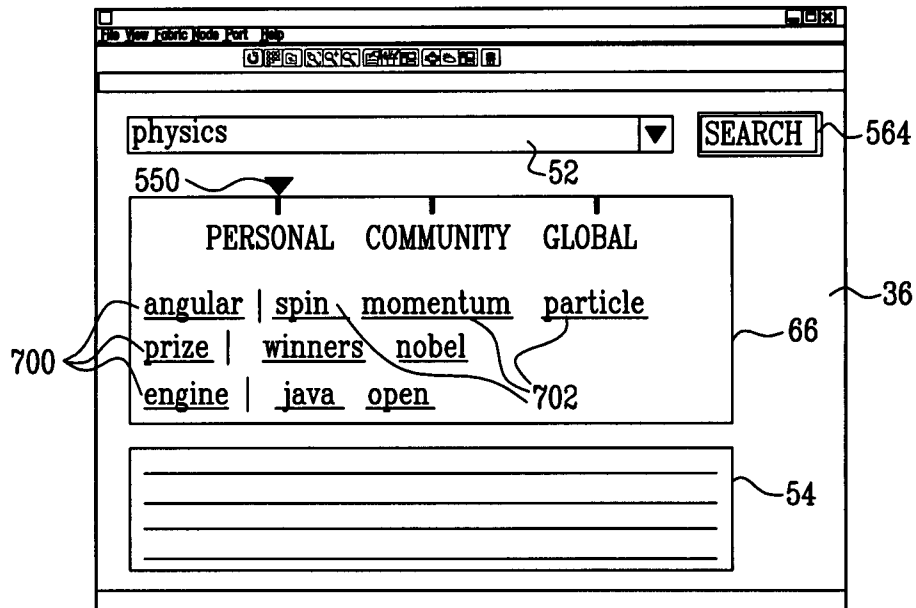 File View Fabric Node Port Help
physics SEARCH 564
52
550
PERSONAL COMMUNITY GLOBAL
36
angular | spin momentum particle
66
700 prize | winners nobel
702
engine | java open
54